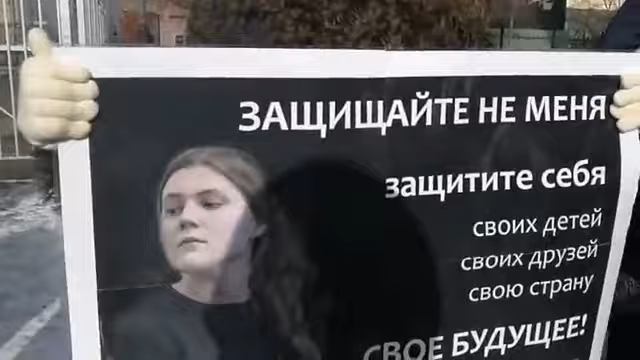 ЗАЩИЩАЙТЕ НЕ МЕНЯ
защитите себя
своих детей
своих друзей
свою страну
СВОЕ БУДУЩЕЕ!